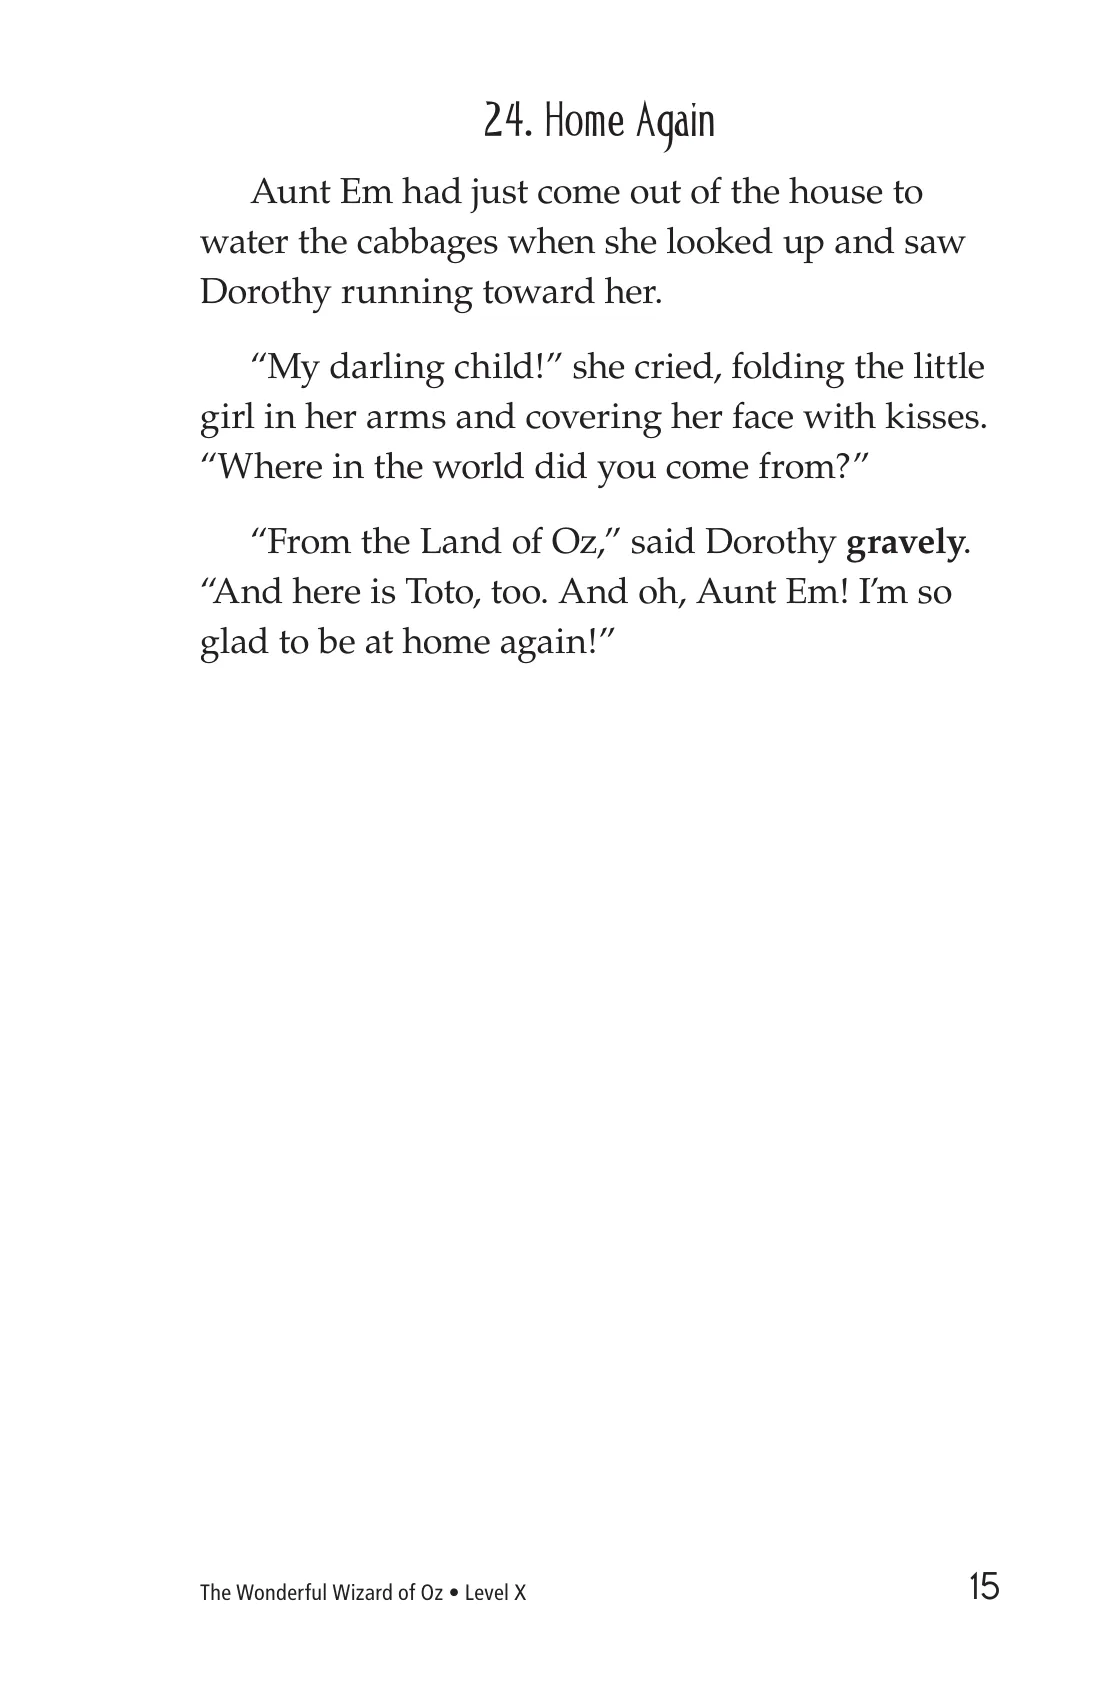 24. Home Again
Aunt Em had just come out of the house to
water the cabbages when she looked up and saw
Dorothy running toward her.
“My darling child!” she cried, folding the little
girl in her arms and covering her face with kisses.
“Where in the world did you come from?”
“From the Land of Oz,” said Dorothy gravely.
“And here is Toto, too. And oh, Aunt Em! I’m so
glad to be at home again!”
The Wonderful Wizard of Oz • Level X
15